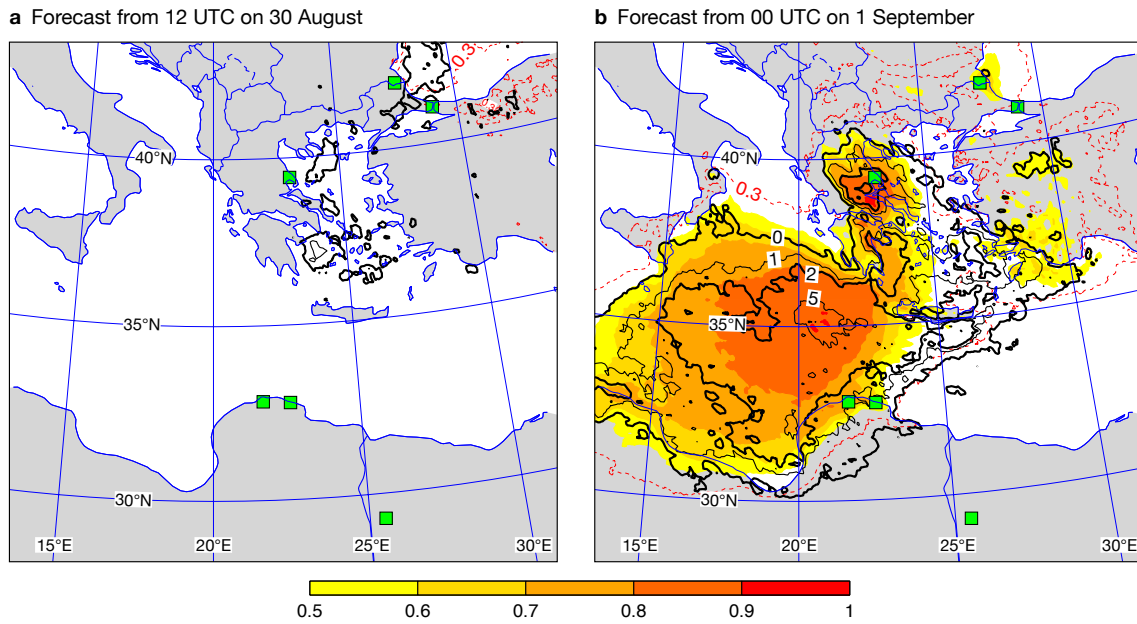 a Forecast from 12 UTC on 30 August
b Forecast from 00 UTC on 1 September
0.3
40°N
35°N
30°N
15°E 20°E 25°E 30°E
0.3
40°N
0
1
2
5
35°N
30°N
15°E 20°E 25°E 30°E
0.5 0.6 0.7 0.8 0.9 1